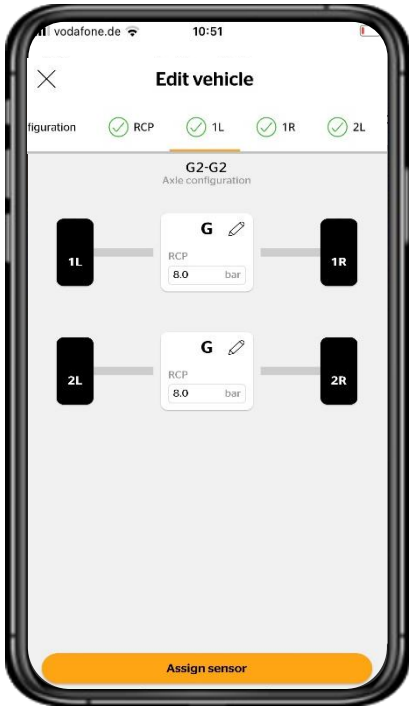 vodafone.de 10:51
Edit vehicle
figuration RCP 1L 1R 2L
G2-G2
Axle configuration
G
RCP
1L 8.0 bar 1R
G
RCP
2L 8.0 bar 2R
Assign sensor